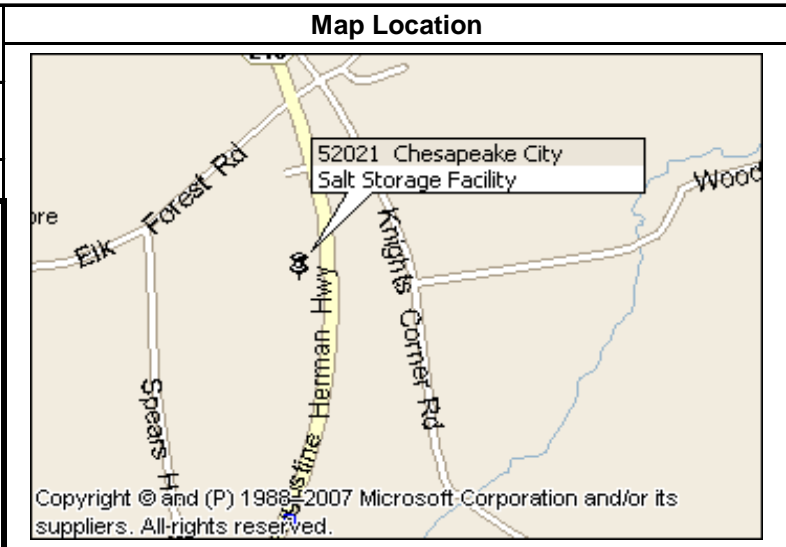 Map Location
52021 Chesapeake City
Salt Storage Facility
Elk Forest Rd
Knights Corner Rd
Herman Hwy
Copyright © and (P) 1988-2007 Microsoft Corporation and/or its
suppliers. All rights reserved.
Spears H
Wood
ore